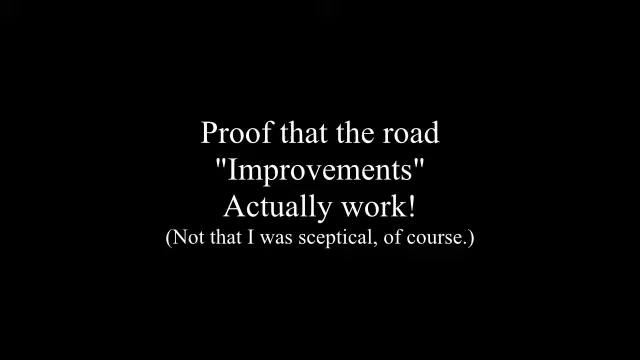 Proof that the road
"Improvements"
Actually work!
(Not that I was sceptical, of course.)